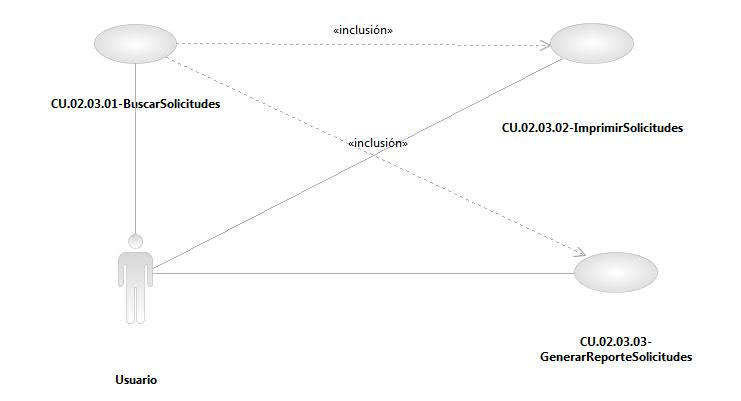 «inclusión»
CU.02.03.01-BuscarSolicitudes
CU.02.03.02-ImprimirSolicitudes
«inclusión»
CU.02.03.03-
GenerarReporteSolicitudes
Usuario